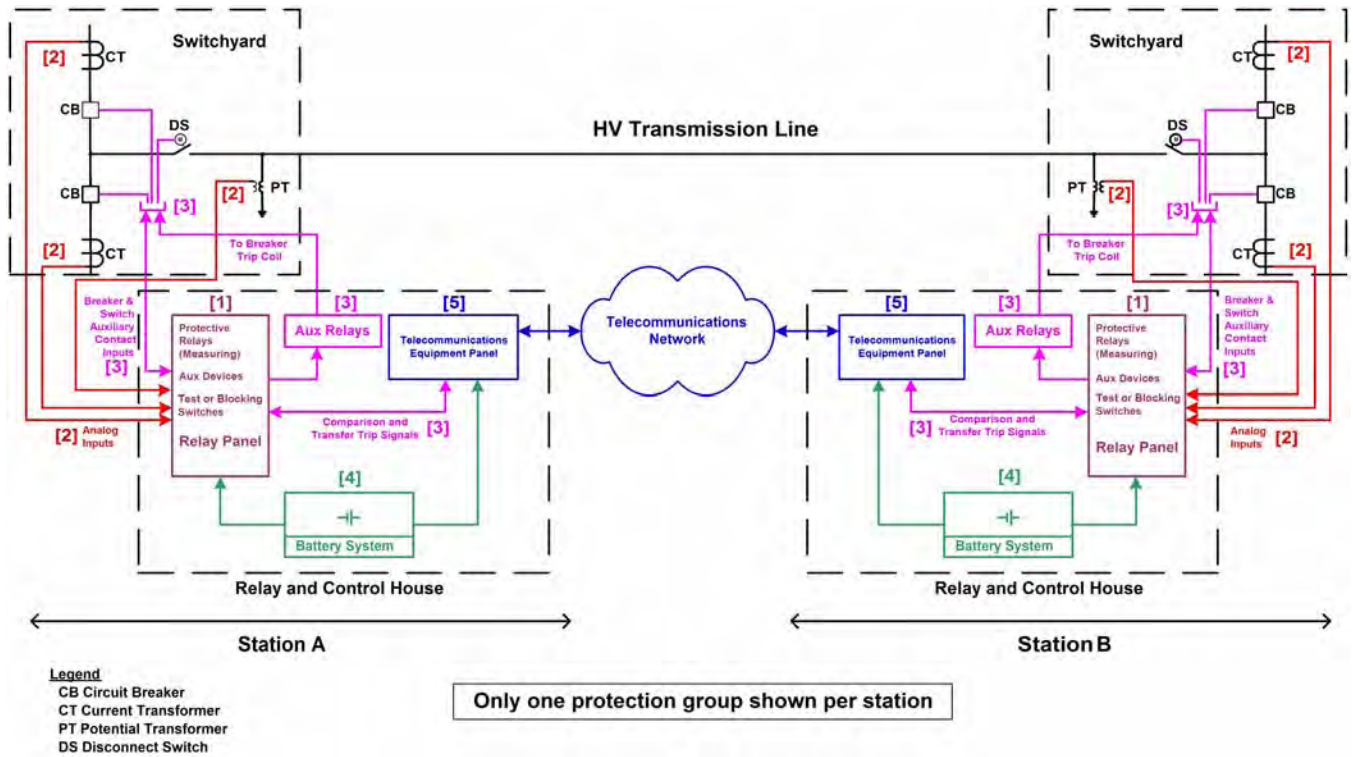 Switchyard
[2]
CT
CB
DS
CB
[3]
[2]
PT
[2]
CT
To Breaker
Trip Coil
HV Transmission Line
Switchyard
CT
[2]
CB
DS
CB
PT
[2]
[3]
CT
[2]
To Breaker
Trip Coil
Breaker &
Switch
Auxiliary
Contact
Inputs
[3]
[2] Analog
Inputs
[1]
Protective
Relays
(Measuring)
Aux Devices
Test or Blocking
Switches
Relay Panel
[3]
Aux Relays
[5]
Telecommunications
Equipment Panel
Comparison and
Transfer Trip Signals
[3]
[4]
Battery System
Relay and Control House
Telecommunications
Network
[5]
Telecommunications
Equipment Panel
[3]
Aux Relays
[1]
Protective
Relays
(Measuring)
Aux Devices
Test or Blocking
Switches
Relay Panel
Breaker &
Switch
Auxiliary
Contact
Inputs
[3]
Analog
Inputs [2]
Comparison and
[3] Transfer Trip Signals
[4]
Battery System
Relay and Control House
Station A
Station B
Legend
CB Circuit Breaker
CT Current Transformer
PT Potential Transformer
DS Disconnect Switch
Only one protection group shown per station